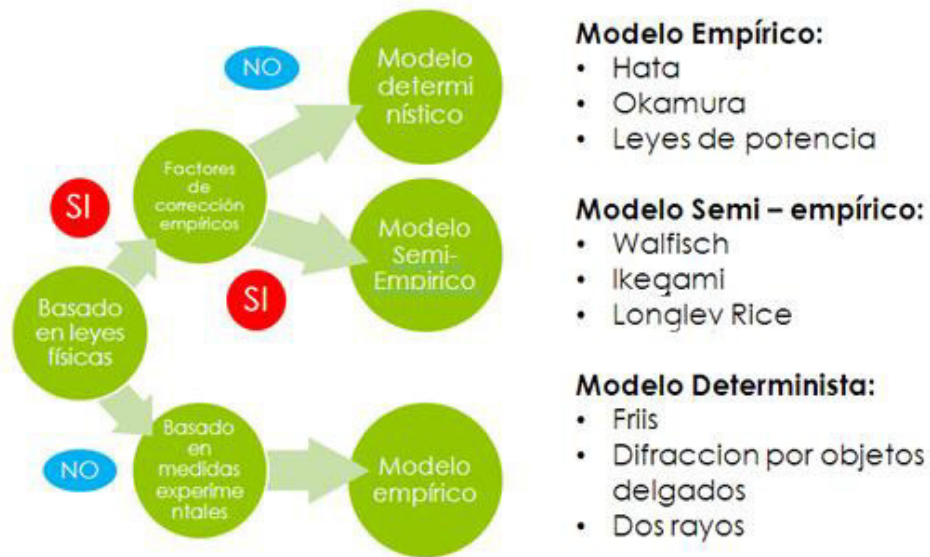 NO
Modelo
determi
nístico
Factores
de
corrección
empíricos
SI
Modelo
Semi-
Empírico
SI
Basado
en leyes
físicas
Basado
en
medidas
experime
ntales
NO
Modelo
empírico
Modelo Empírico:
• Hata
• Okamura
• Leyes de potencia
Modelo Semi – empírico:
• Walfisch
• Ikegami
• Longley Rice
Modelo Determinista:
• Friis
• Difraccion por objetos
delgados
• Dos rayos